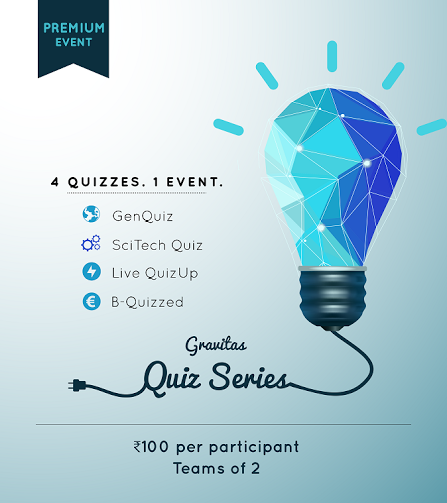 PREMIUM
EVENT
4 QUIZZES. 1 EVENT.
GenQuiz
SciTech Quiz
Live QuizUp
B-Quizzed
Gravitas
Quiz Series
₹100 per participant
Teams of 2